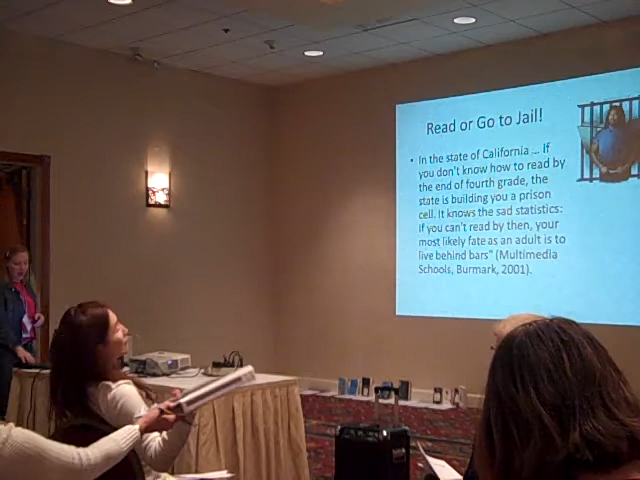 Read or Go to Jail!
• In the state of California ... If
you don't know how to read by
the end of fourth grade, the
state is building you a prison
cell. It knows the sad statistics:
If you can't read by then, your
most likely fate as an adult is to
live behind bars" (Multimedia
Schools, Burmark, 2001).